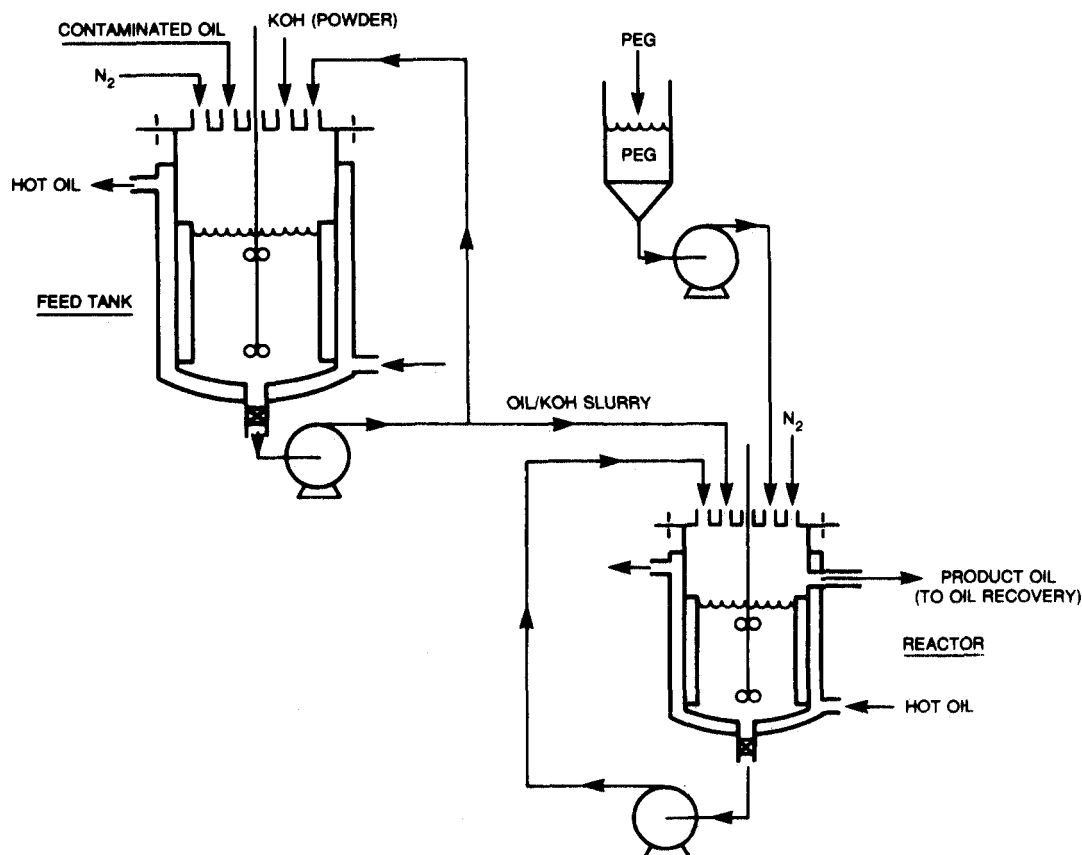 KOH (POWDER)
CONTAMINATED OIL
N2
PEG
PEG
HOT OIL
FEED TANK
OIL/KOH SLURRY
N2
PRODUCT OIL
(TO OIL RECOVERY)
REACTOR
HOT OIL